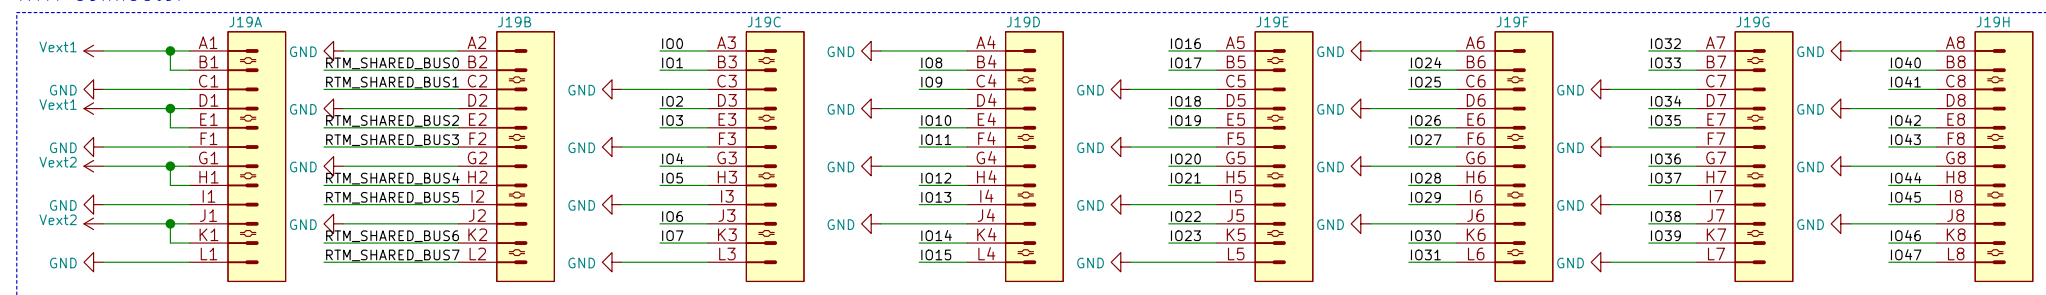 J19A J19B J19C J19D J19E J19F J19G J19H
Vext1 A1 GND A2 IO0 A3 GND A4 IO16 A5 GND A6 IO32 A7 GND A8
B1 RTM_SHARED_BUS0 B2 IO1 B3 IO8 B4 IO17 B5 IO24 B6 IO33 B7 IO40 B8
GND C1 RTM_SHARED_BUS1 C2 GND C3 IO9 C4 GND C5 IO25 C6 GND C7 IO41 C8
Vext1 D1 GND D2 IO2 D3 GND D4 IO18 D5 GND D6 IO34 D7 GND D8
E1 RTM_SHARED_BUS2 E2 IO3 E3 IO10 E4 IO19 E5 IO26 E6 IO35 E7 IO42 E8
GND F1 RTM_SHARED_BUS3 F2 GND F3 IO11 F4 GND F5 IO27 F6 GND F7 IO43 F8
Vext2 G1 GND G2 IO4 G3 GND G4 IO20 G5 GND G6 IO36 G7 GND G8
H1 RTM_SHARED_BUS4 H2 IO5 H3 IO12 H4 IO21 H5 IO28 H6 IO37 H7 IO44 H8
GND I1 RTM_SHARED_BUS5 I2 GND I3 IO13 I4 GND I5 IO29 I6 GND I7 IO45 I8
Vext2 J1 GND J2 IO6 J3 GND J4 IO22 J5 GND J6 IO38 J7 GND J8
K1 RTM_SHARED_BUS6 K2 IO7 K3 IO14 K4 IO23 K5 IO30 K6 IO39 K7 IO46 K8
GND L1 RTM_SHARED_BUS7 L2 GND L3 IO15 L4 GND L5 IO31 L6 GND L7 IO47 L8